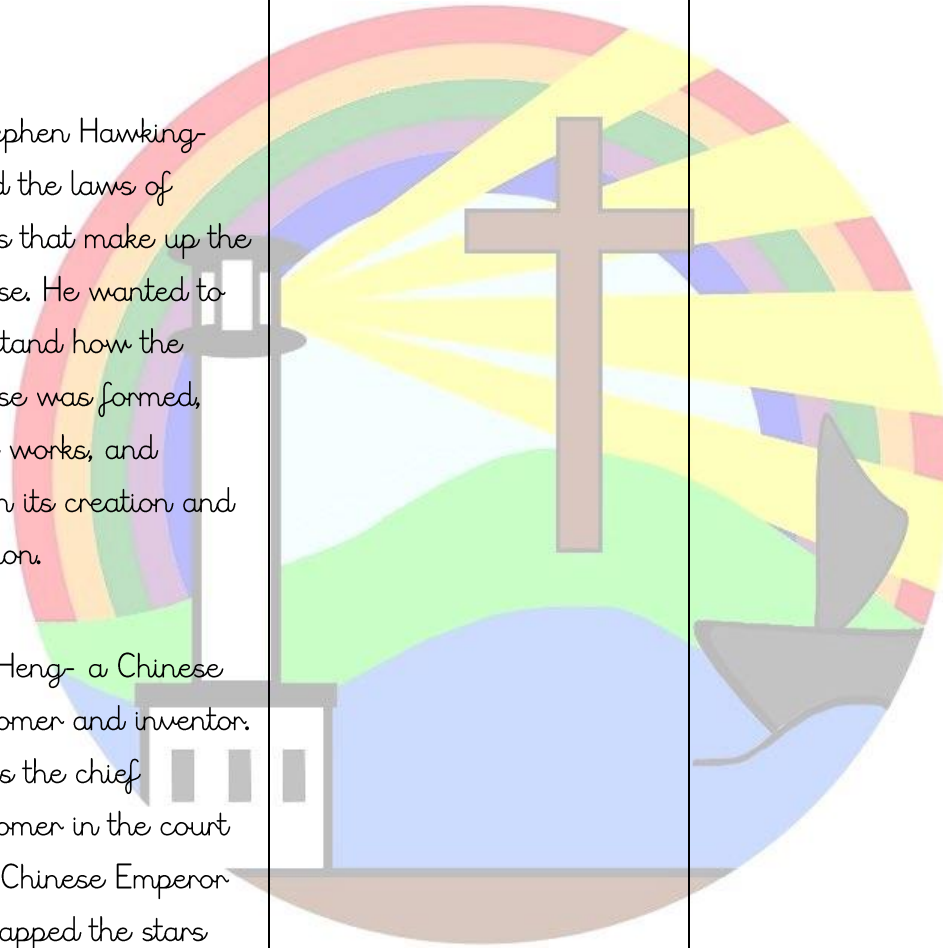 ephen Hawking-
d the laws of
s that make up the
se. He wanted to
tand how the
se was formed,
works, and
n its creation and
on.
Heng- a Chinese
omer and inventor.
s the chief
omer in the court
Chinese Emperor
apped the stars